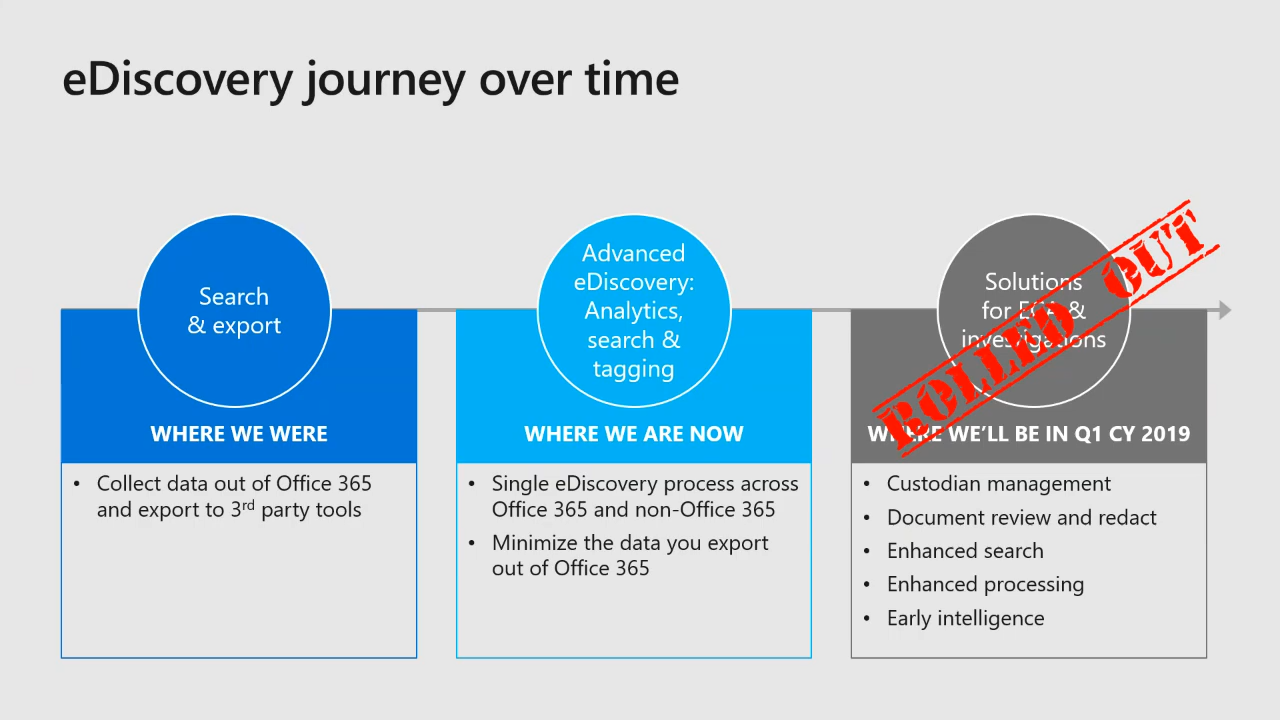 eDiscovery journey over time
Search
& export
WHERE WE WERE
• Collect data out of Office 365
and export to 3rd party tools
Advanced
eDiscovery:
Analytics,
search &
tagging
WHERE WE ARE NOW
• Single eDiscovery process across
Office 365 and non-Office 365
• Minimize the data you export
out of Office 365
Solutions
for ECA &
investigations
ROLLED OUT
WHERE WE'LL BE IN Q1 CY 2019
• Custodian management
• Document review and redact
• Enhanced search
• Enhanced processing
• Early intelligence